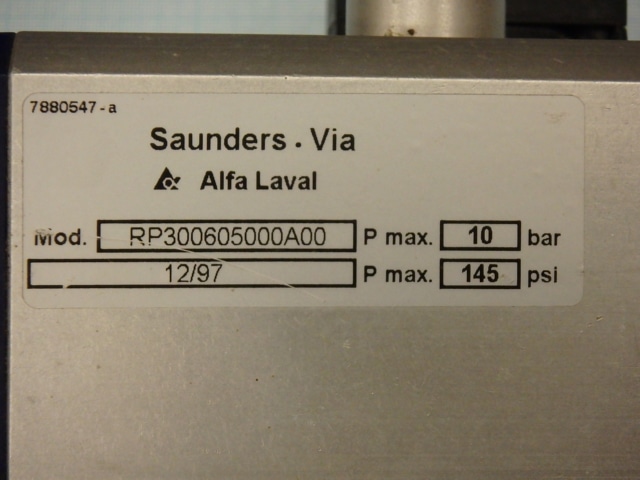 7880547-a
Saunders . Via
Alfa Laval
Mod. RP300605000A00 P max. 10 bar
12/97 P max. 145 psi